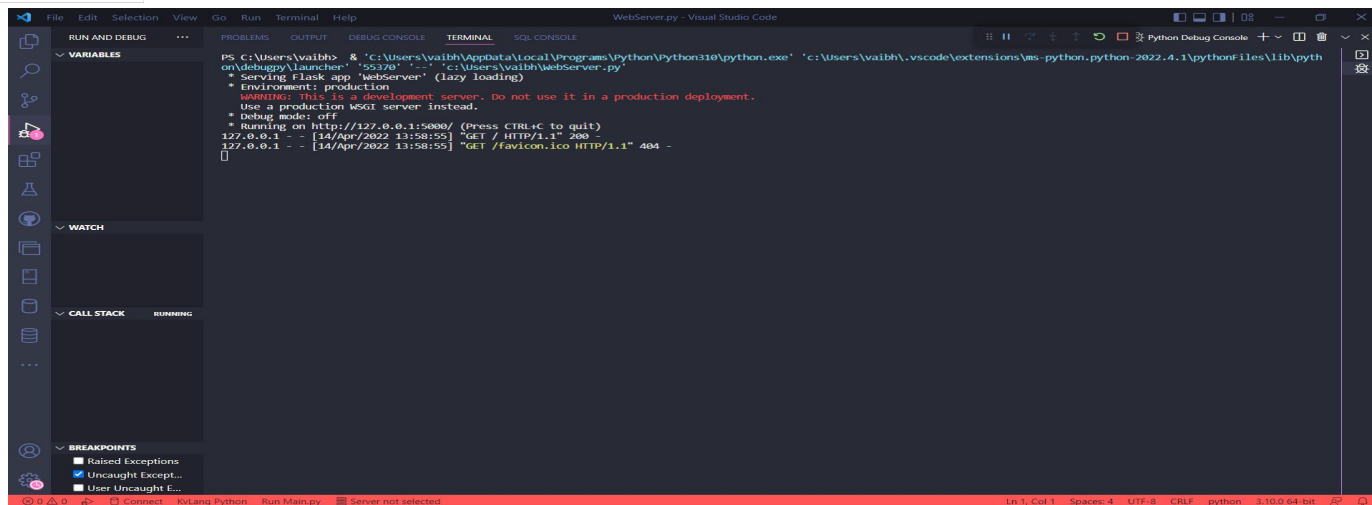 File Edit Selection View Go Run Terminal Help WebServer.py - Visual Studio Code
RUN AND DEBUG ... PROBLEMS OUTPUT DEBUG CONSOLE TERMINAL SQL CONSOLE Python Debug Console
VARIABLES
PS C:\Users\vaibh> & 'C:\Users\vaibh\AppData\Local\Programs\Python\Python310\python.exe' 'c:\Users\vaibh\.vscode\extensions\ms-python.python-2022.4.1\pythonFiles\lib\pyth
on\debugpy\launcher' '55370' '--' 'c:\Users\vaibh\WebServer.py'
* Serving Flask app 'WebServer' (lazy loading)
* Environment: production
WARNING: This is a development server. Do not use it in a production deployment.
Use a production WSGI server instead.
* Debug mode: off
* Running on http://127.0.0.1:5000/ (Press CTRL+C to quit)
127.0.0.1 - - [14/Apr/2022 13:58:55] "GET / HTTP/1.1" 200 -
127.0.0.1 - - [14/Apr/2022 13:58:55] "GET /favicon.ico HTTP/1.1" 404 -
WATCH
CALL STACK RUNNING
BREAKPOINTS
Raised Exceptions
Uncaught Except...
User Uncaught E...
0 0 Connect KvLang Python Run Main.py Server not selected Ln 1, Col 1 Spaces: 4 UTF-8 CRLF python 3.10.0 64-bit